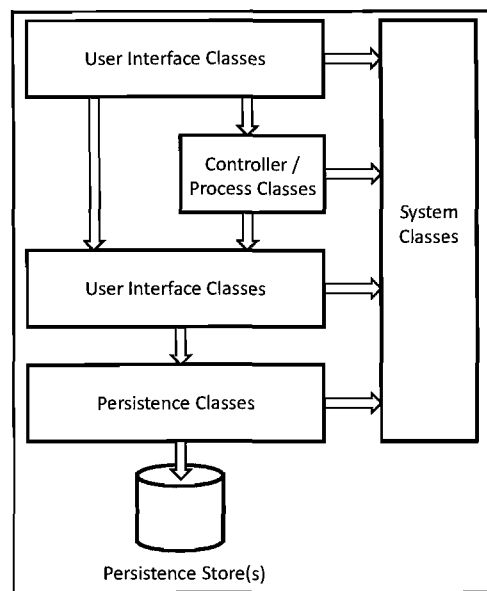 User Interface Classes
Controller /
Process Classes
System
Classes
User Interface Classes
Persistence Classes
Persistence Store(s)